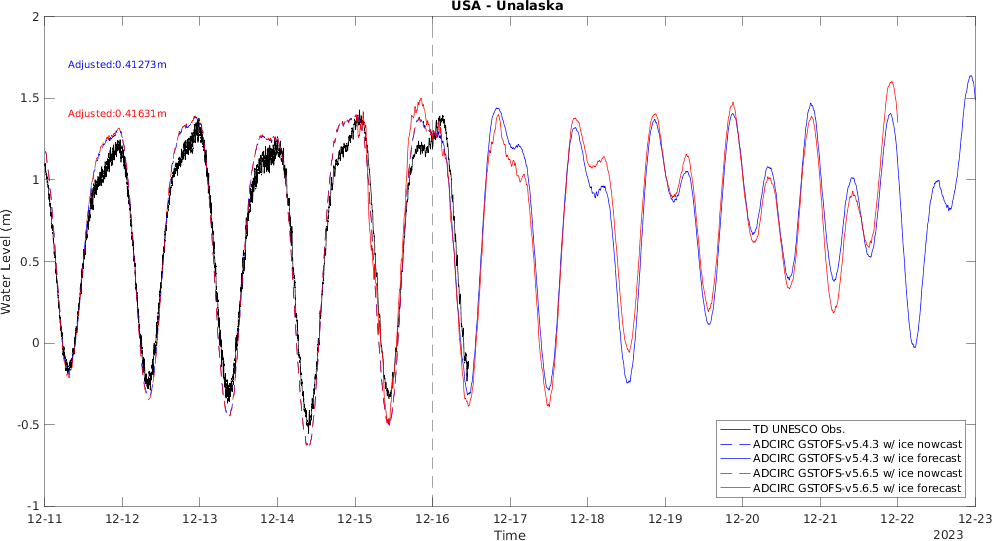 USA - Unalaska
2
1.5
1
0.5
0
-0.5
-1
Water Level (m)
Adjusted:0.41273m
Adjusted:0.41631m
TD UNESCO Obs.
ADCIRC GSTOFS-v5.4.3 w/ ice nowcast
ADCIRC GSTOFS-v5.4.3 w/ ice forecast
ADCIRC GSTOFS-v5.6.5 w/ ice nowcast
ADCIRC GSTOFS-v5.6.5 w/ ice forecast
12-11 12-12 12-13 12-14 12-15 12-16 12-17 12-18 12-19 12-20 12-21 12-22 12-23
Time
2023